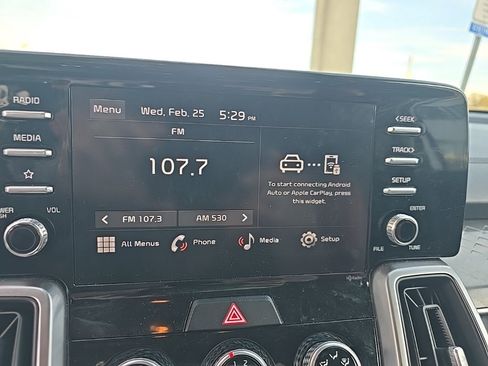 RADIO
MEDIA
POWER
VOL
Menu Wed, Feb. 25 5:29 PM
FM
107.7
To start connecting Android
Auto or Apple CarPlay, press
this widget.
< FM 107.3 AM 530 >
All Menus Phone Media Setup
<SEEK
TRACK>
SETUP
ENTER
FILE TUNE